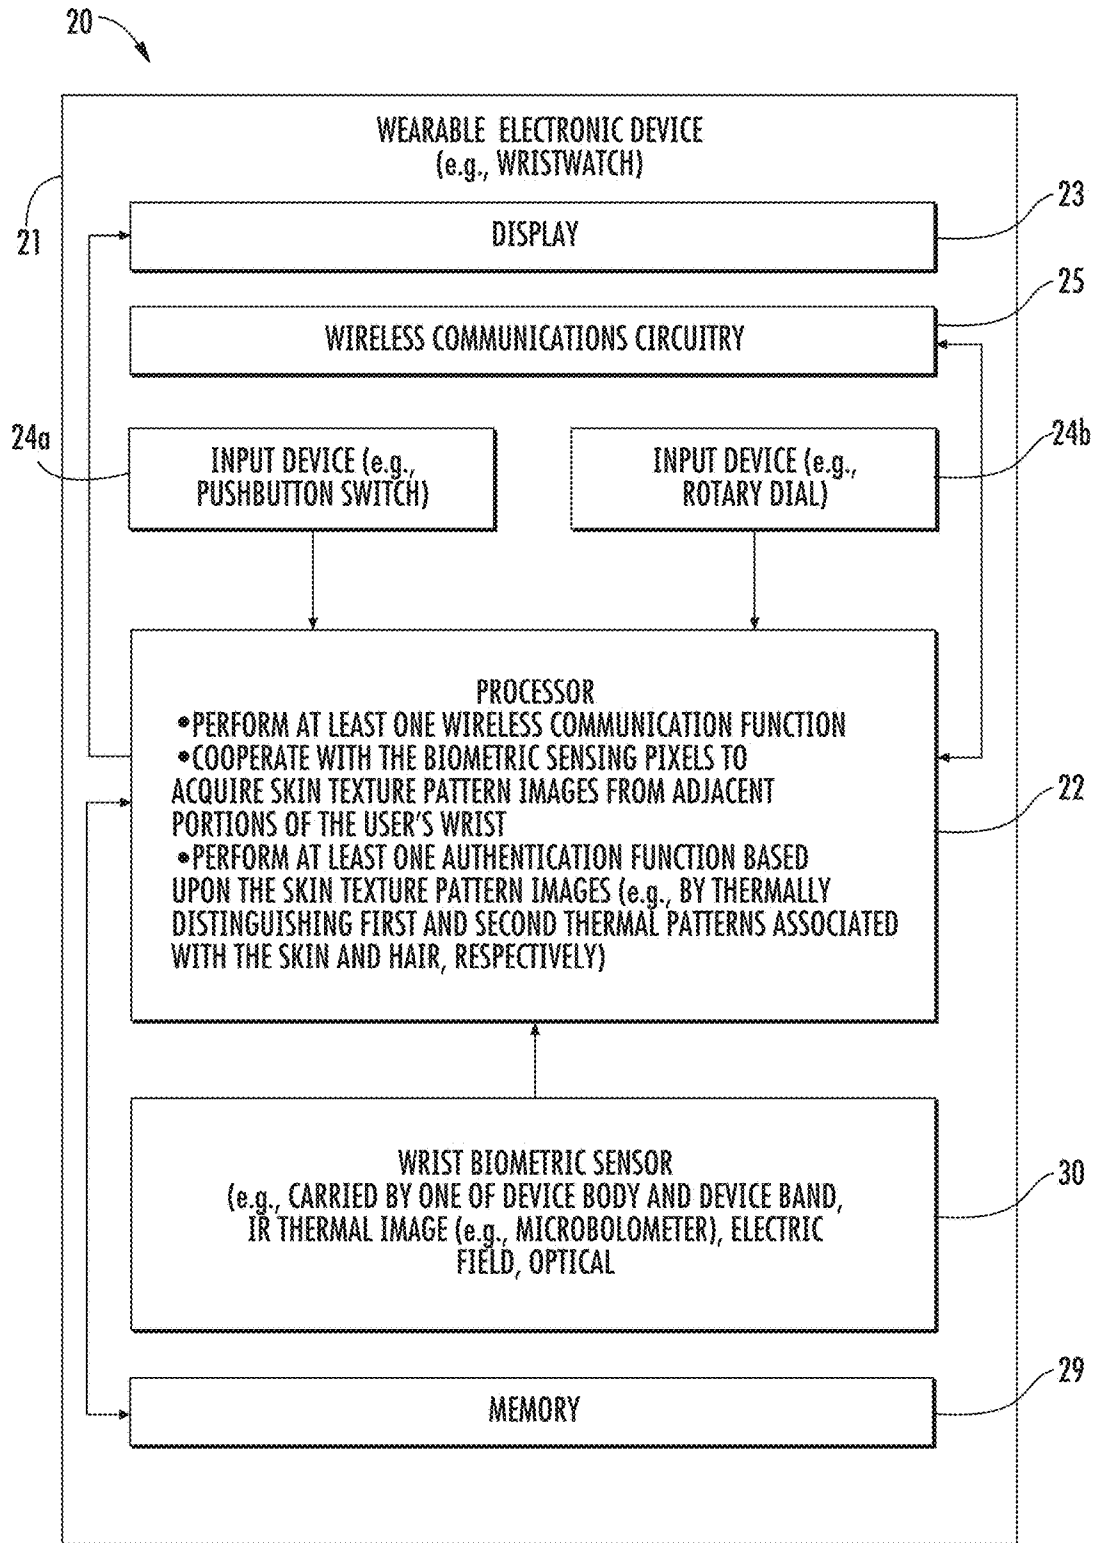 20
WEARABLE ELECTRONIC DEVICE
(e.g., WRISTWATCH)
21
DISPLAY
23
WIRELESS COMMUNICATIONS CIRCUITRY
25
24a
INPUT DEVICE (e.g.,
PUSHBUTTON SWITCH)
INPUT DEVICE (e.g.,
ROTARY DIAL)
24b
PROCESSOR
•PERFORM AT LEAST ONE WIRELESS COMMUNICATION FUNCTION
•COOPERATE WITH THE BIOMETRIC SENSING PIXELS TO
ACQUIRE SKIN TEXTURE PATTERN IMAGES FROM ADJACENT
PORTIONS OF THE USER'S WRIST
•PERFORM AT LEAST ONE AUTHENTICATION FUNCTION BASED
UPON THE SKIN TEXTURE PATTERN IMAGES (e.g., BY THERMALLY
DISTINGUISHING FIRST AND SECOND THERMAL PATTERNS ASSOCIATED
WITH THE SKIN AND HAIR, RESPECTIVELY)
22
WRIST BIOMETRIC SENSOR
(e.g., CARRIED BY ONE OF DEVICE BODY AND DEVICE BAND,
IR THERMAL IMAGE (e.g., MICROBOLOMETER), ELECTRIC
FIELD, OPTICAL
30
MEMORY
29